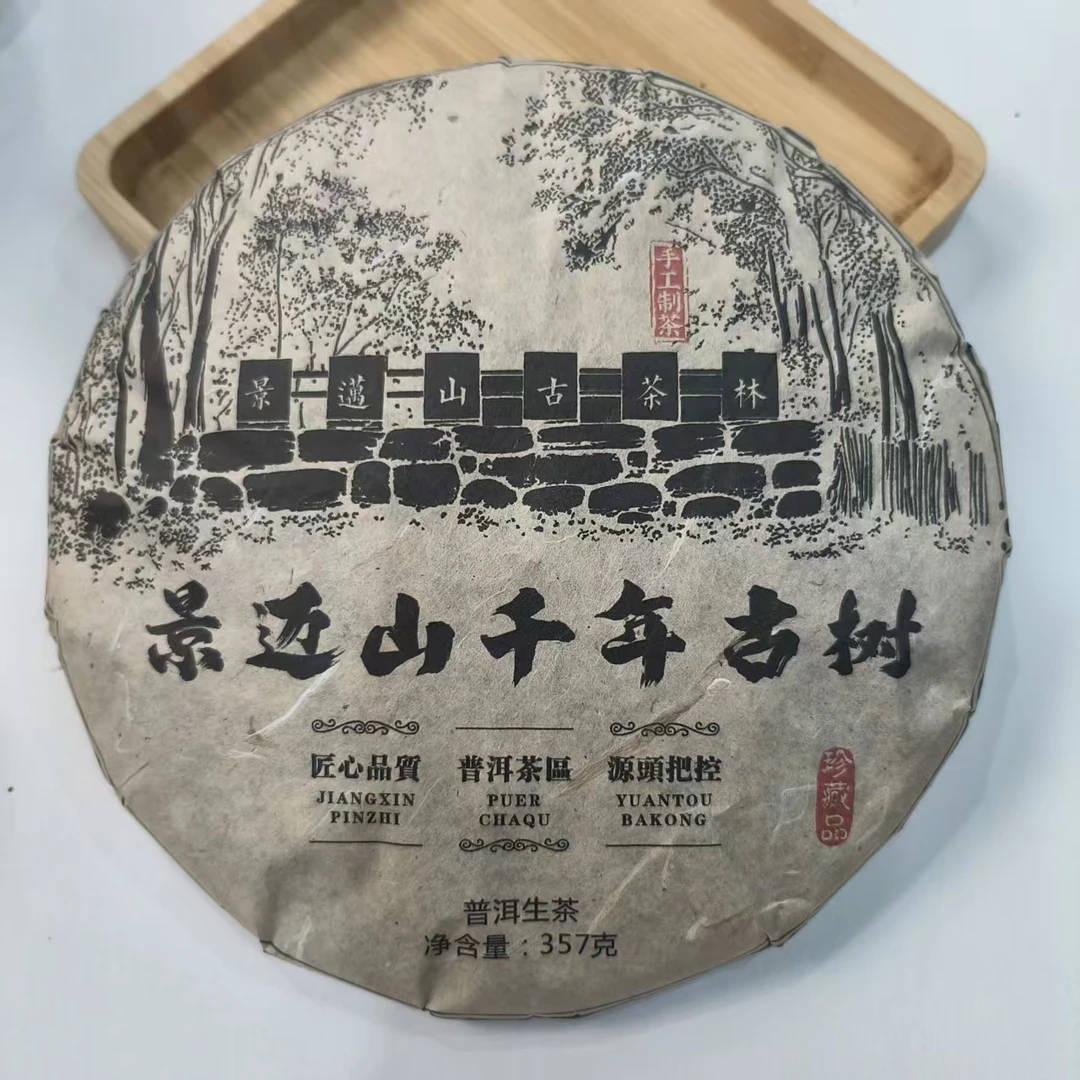 手工制茶
景邁山古茶林
景迈山千年古树
匠心品質
JIANGXIN
PINZHI
普洱茶區
PUER
CHAQU
源頭把控
YUANTOU
BAKONG
珍藏品
普洱生茶
净含量：357克